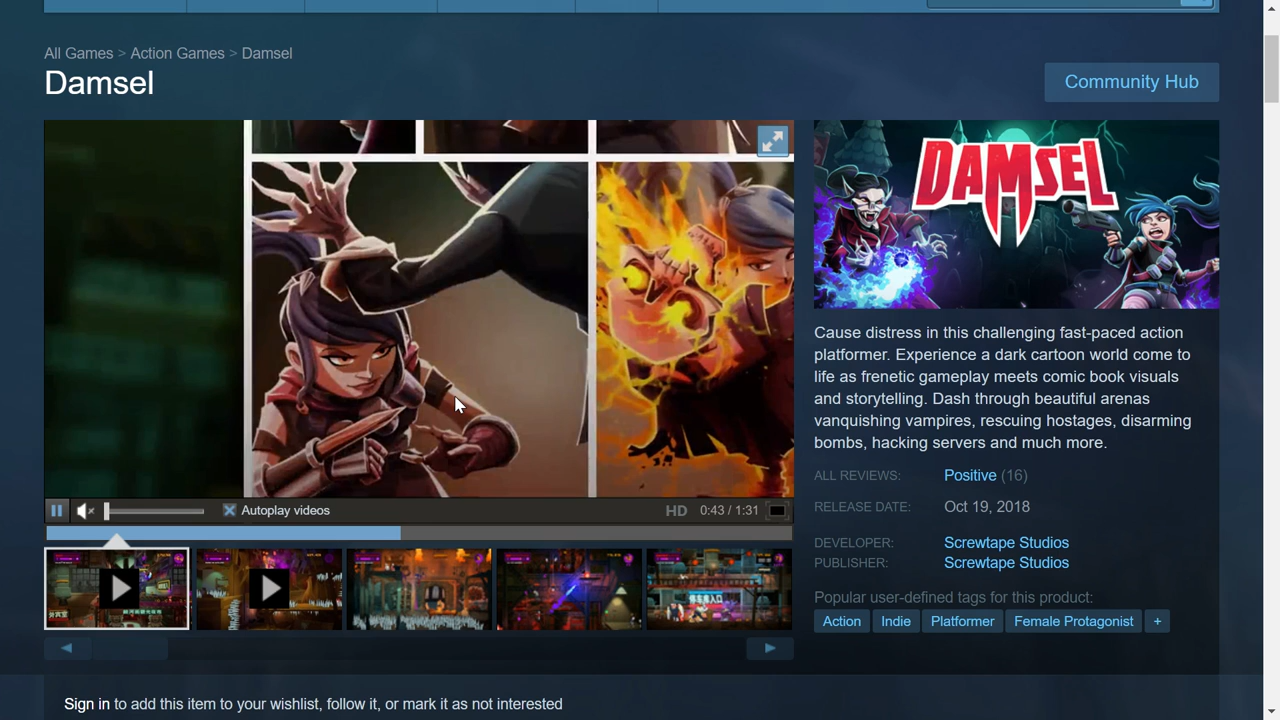 All Games > Action Games > Damsel
Damsel
Community Hub
DAMSEL
Cause distress in this challenging fast-paced action
platformer. Experience a dark cartoon world come to
life as frenetic gameplay meets comic book visuals
and storytelling. Dash through beautiful arenas
vanquishing vampires, rescuing hostages, disarming
bombs, hacking servers and much more.
ALL REVIEWS: Positive (16)
RELEASE DATE: Oct 19, 2018
DEVELOPER: Screwtape Studios
PUBLISHER: Screwtape Studios
Popular user-defined tags for this product:
Action Indie Platformer Female Protagonist +
Autoplay videos HD 0:43 / 1:31
Sign in to add this item to your wishlist, follow it, or mark it as not interested